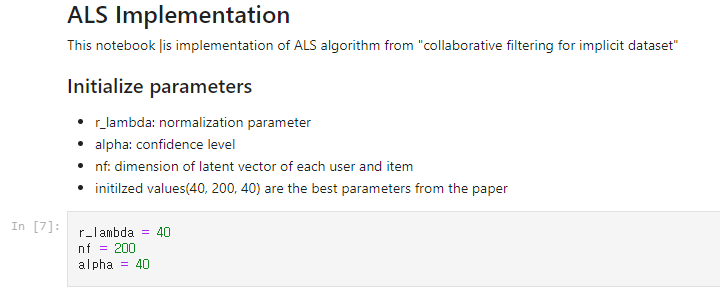 ALS Implementation
This notebook |is implementation of ALS algorithm from "collaborative filtering for implicit dataset"
Initialize parameters
• r_lambda: normalization parameter
• alpha: confidence level
• nf: dimension of latent vector of each user and item
• initilzed values(40, 200, 40) are the best parameters from the paper
In [7]:
r_lambda = 40
nf = 200
alpha = 40